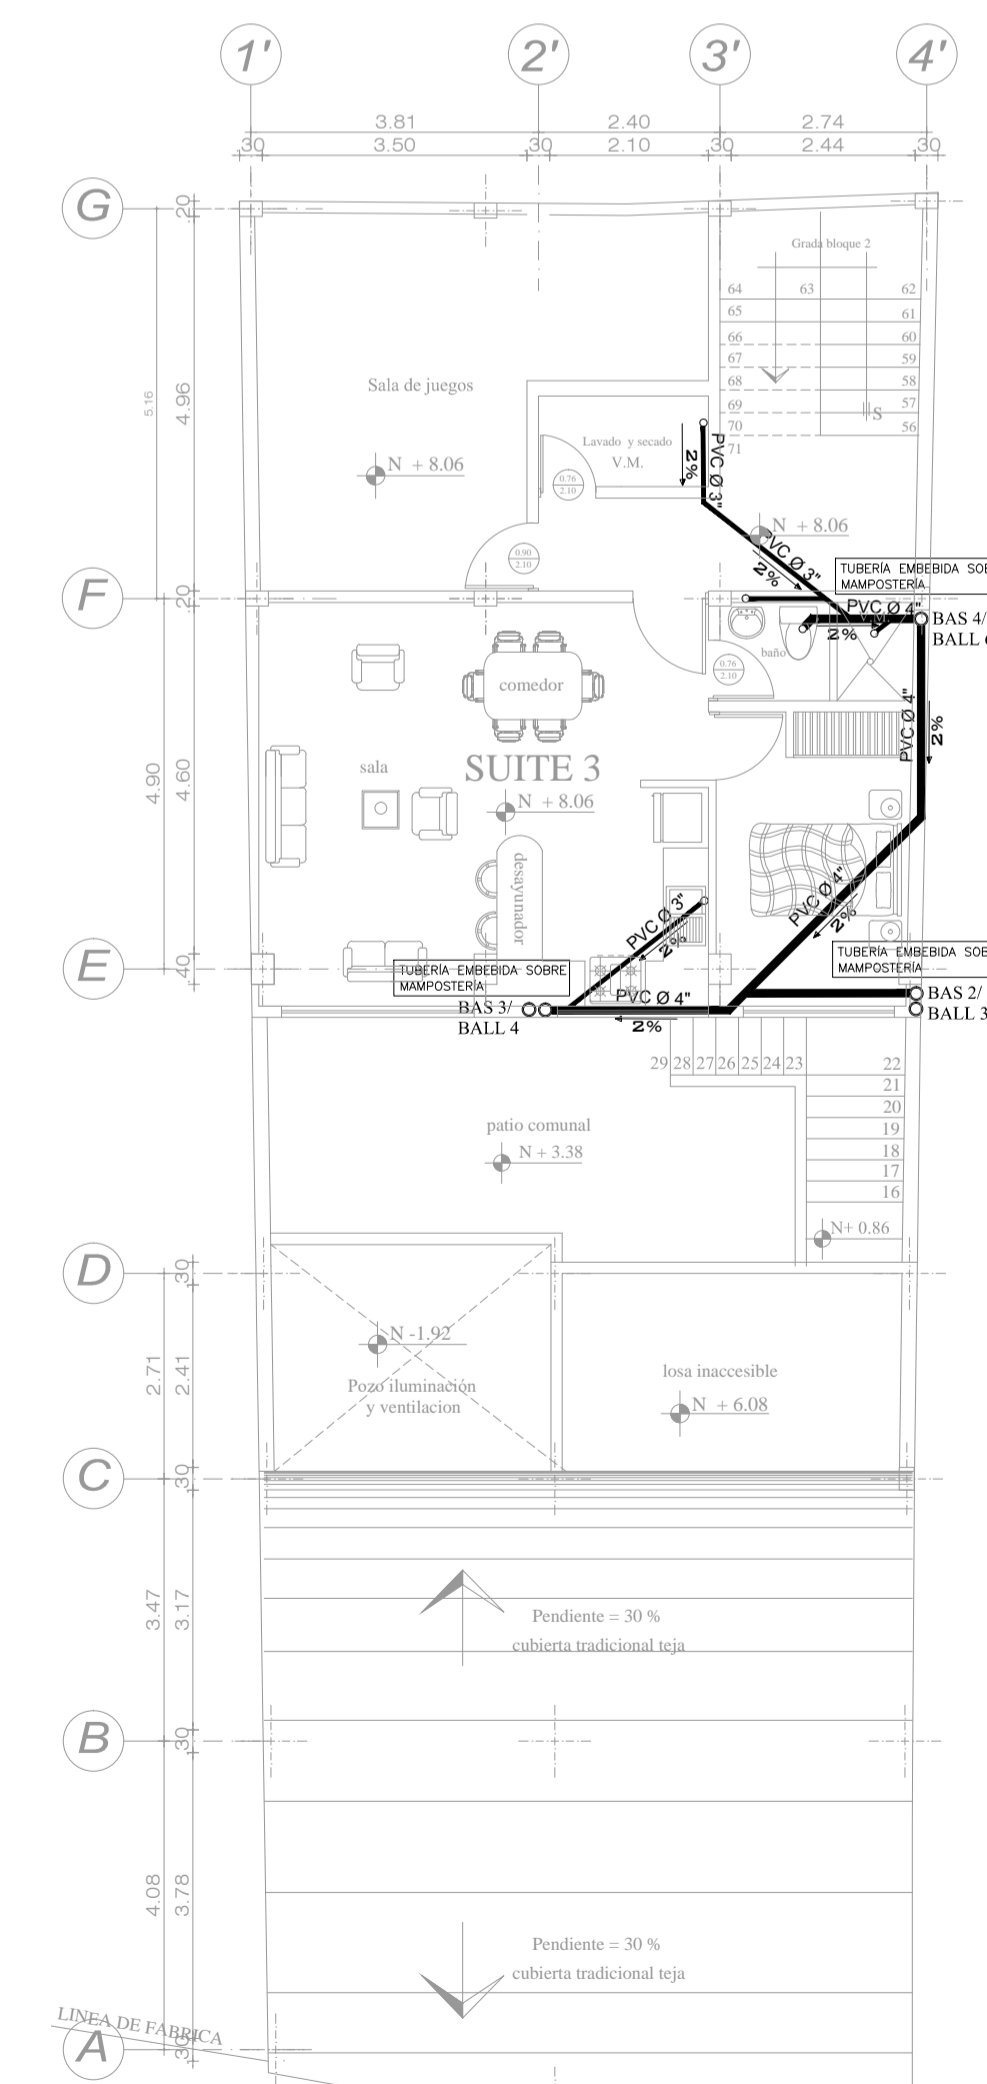 1' 2' 3' 4'
3.81 2.40 2.74
.30 3.50 .30 2.10 .30 2.44 .30
G
.20
Grada bloque 2
64 63 62
65 61
66 60
67 59
68 58
69 57
70 56
71
S
5.16
4.96
Sala de juegos
N + 8.06
Lavado y secado
V.M.
0.76
2.10
2%
PVC Ø 3"
N + 8.06
PVC Ø 3"
2%
0.90
2.10
TUBERÍA EMBEBIDA
MAMPOSTERÍA
F
.20
PVC Ø 4"
V.M.
2%
BAS 4/
BALL
baño
0.76
2.10
comedor
SUITE 3
sala
N + 8.06
PVC Ø 4"
2%
4.90
4.60
desayunador
PVC Ø 3"
2%
PVC Ø 4"
2%
E
.40
TUBERÍA EMBEBIDA SOBRE
MAMPOSTERÍA
TUBERÍA EMBEBIDA
MAMPOSTERÍA
PVC Ø 4"
2%
BAS 3/
BALL 4
BAS 2/
BALL 3
29 28 27 26 25 24 23 22
21
20
19
18
17
16
patio comunal
N + 3.38
N+ 0.86
D
.30
2.71
2.41
N -1.92
Pozo iluminación
y ventilacion
losa inaccesible
N + 6.08
C
.30
3.47
3.17
Pendiente = 30 %
cubierta tradicional teja
B
.30
4.08
3.78
Pendiente = 30 %
cubierta tradicional teja
LINEA DE FABRICA
A
.30